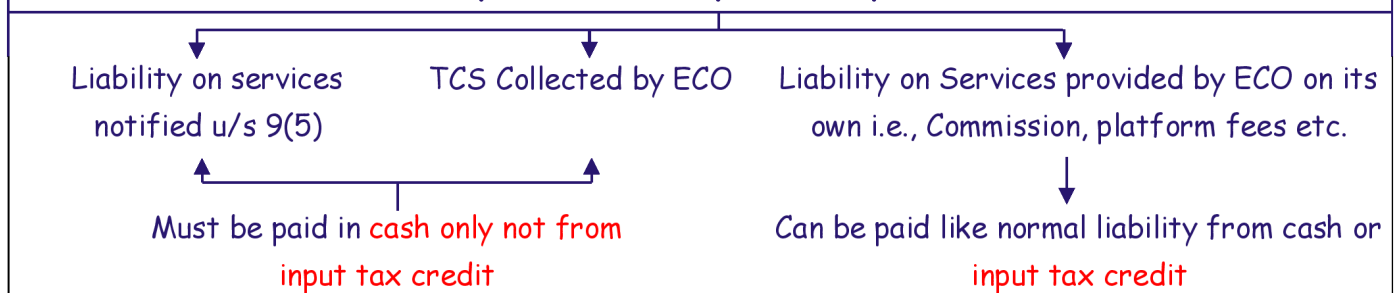 Liability on services
notified u/s 9(5)
TCS Collected by ECO
Liability on Services provided by ECO on its
own i.e., Commission, platform fees etc.
Must be paid in cash only not from
input tax credit
Can be paid like normal liability from cash or
input tax credit